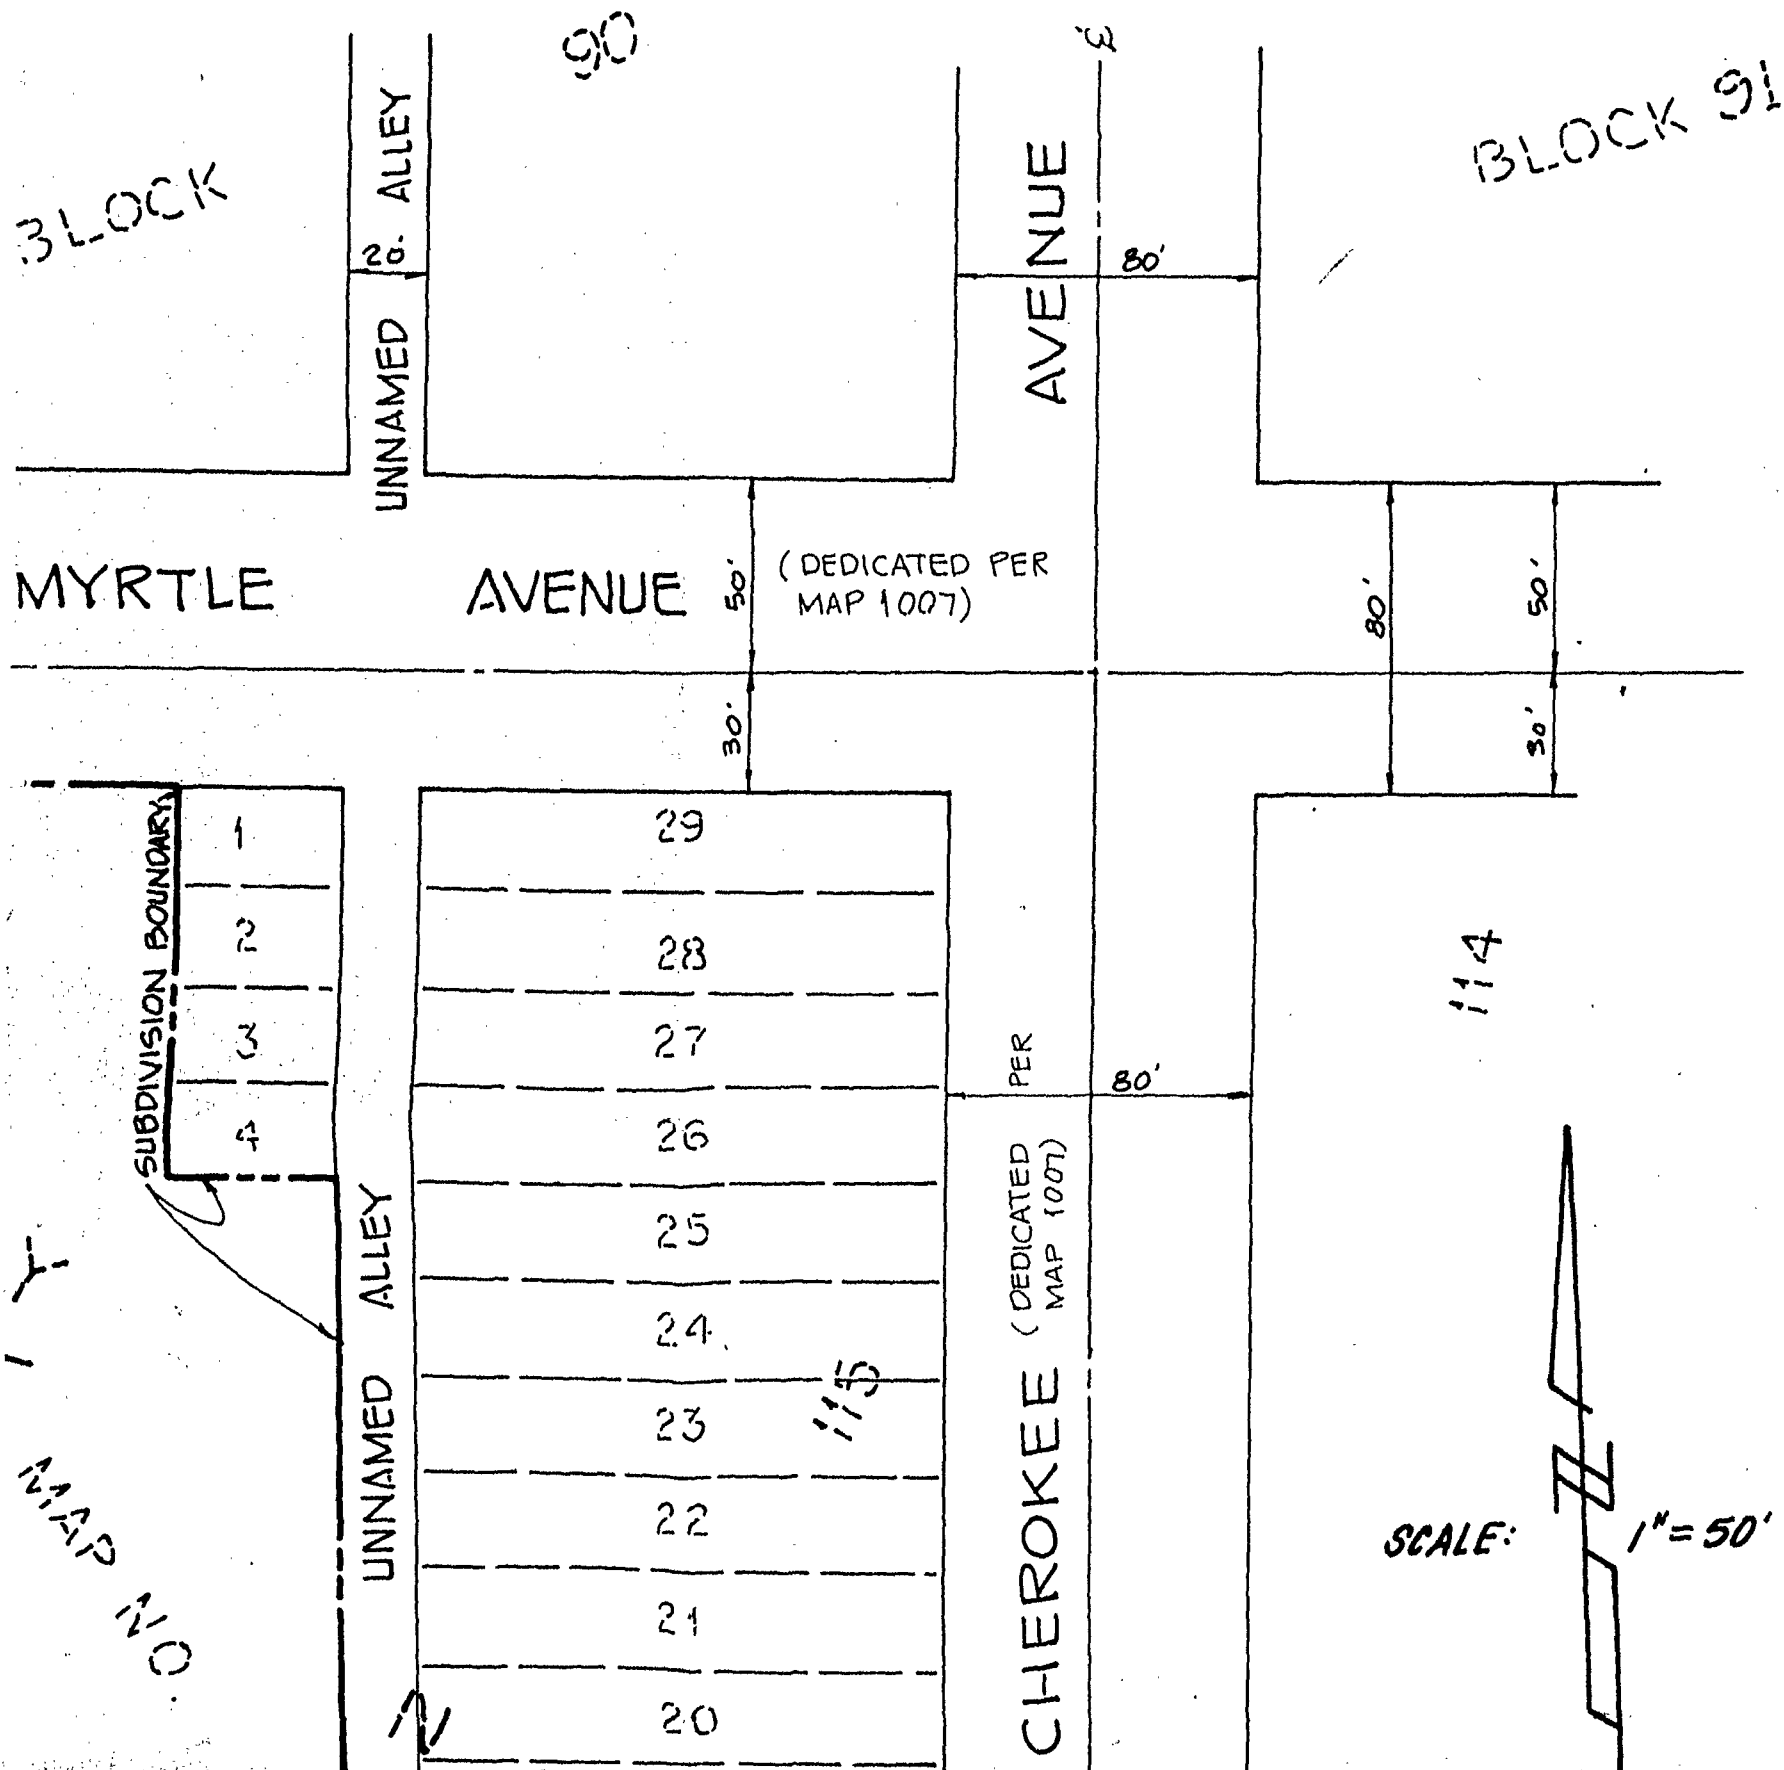 90
BLOCK 91
BLOCK
UNNAMED ALLEY
20.
AVENUE
80'
MYRTLE AVENUE
50'
(DEDICATED PER
MAP 1007)
80'
50'
30'
30'
SUBDIVISION BOUNDARY
1
2
3
4
29
28
27
26
25
24
23
22
21
20
115
114
UNNAMED ALLEY
CHEROKEE
(DEDICATED PER
MAP 1007)
80'
MAP NO.
SCALE: 1"=50'